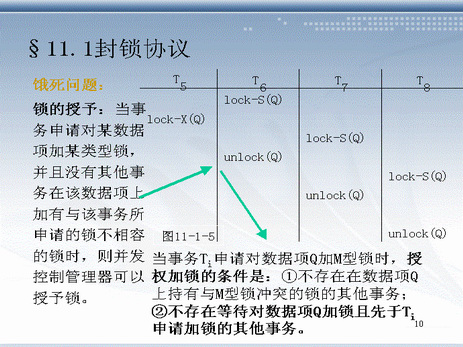 §11.1封锁协议
饿死问题：
锁的授予：当事
务申请对某数据
项加某类型锁，
并且没有其他事
务在该数据项上
加有与该事务所
申请的锁不相容
的锁时，则并发
控制管理器可以
授予锁。
T5 T6 T7 T8
lock-S(Q)
lock-X(Q)
lock-S(Q)
unlock(Q)
lock-S(Q)
unlock(Q)
unlock(Q)
图11-1-5
当事务Ti申请对数据项Q加M型锁时，授
权加锁的条件是：①不存在在数据项Q
上持有与M型锁冲突的锁的其他事务；
②不存在等待对数据项Q加锁且先于Ti
申请加锁的其他事务。
10